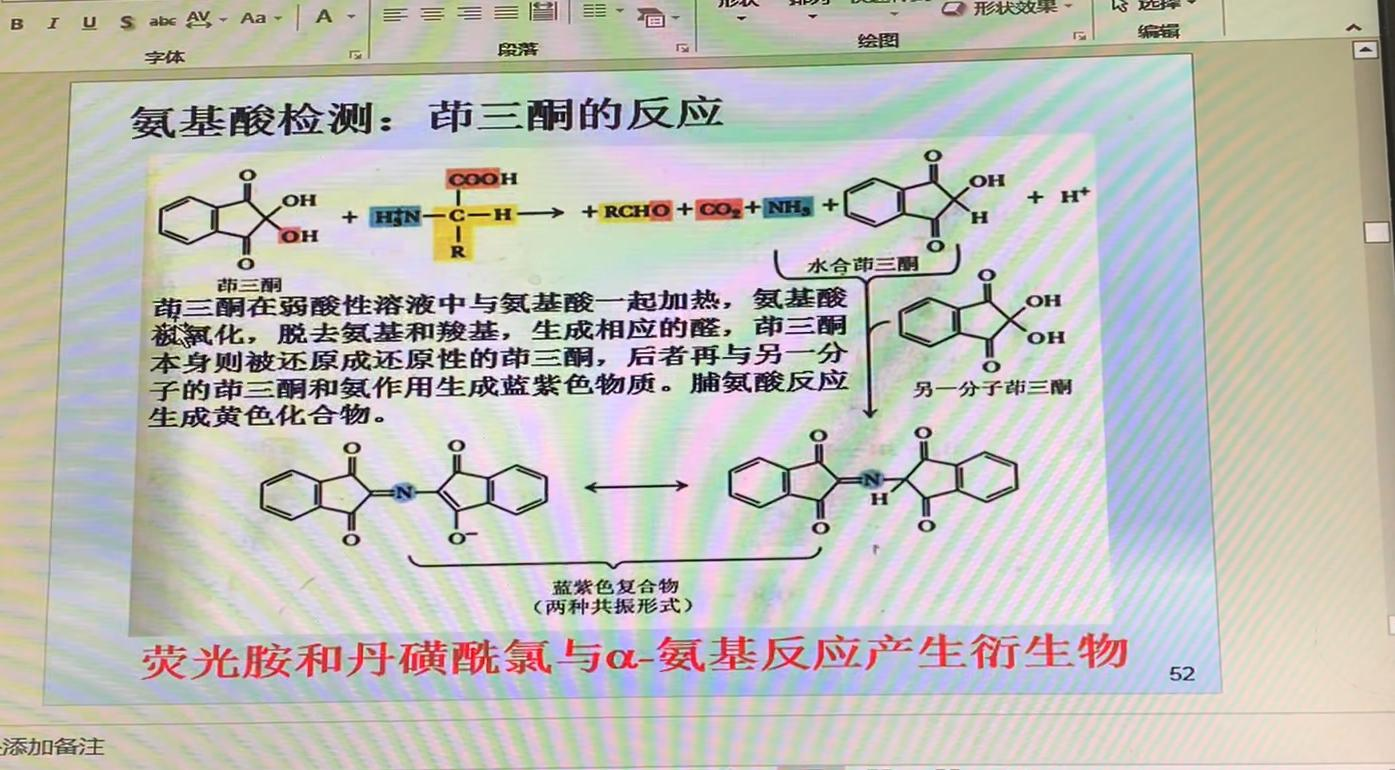 B I U S abc AV Aa A
字体
段落
形状效果
绘图
选择
编辑
氨基酸检测：茚三酮的反应
O
OH
OH
O
茚三酮
+
COOH
H₃⁺N—C—H
R
+ RCHO + CO₂ + NH₃ +
O
OH
H
O
+ H⁺
水合茚三酮
茚三酮在弱酸性溶液中与氨基酸一起加热，氨基酸
被氧化，脱去氨基和羧基，生成相应的醛，茚三酮
本身则被还原成还原性的茚三酮，后者再与另一分
子的茚三酮和氨作用生成蓝紫色物质。脯氨酸反应
生成黄色化合物。
O
OH
OH
O
另一分子茚三酮
O
O
N
O
O⁻
O
O
N
H
O
O
蓝紫色复合物
（两种共振形式）
荧光胺和丹磺酰氯与α-氨基反应产生衍生物
52
添加备注